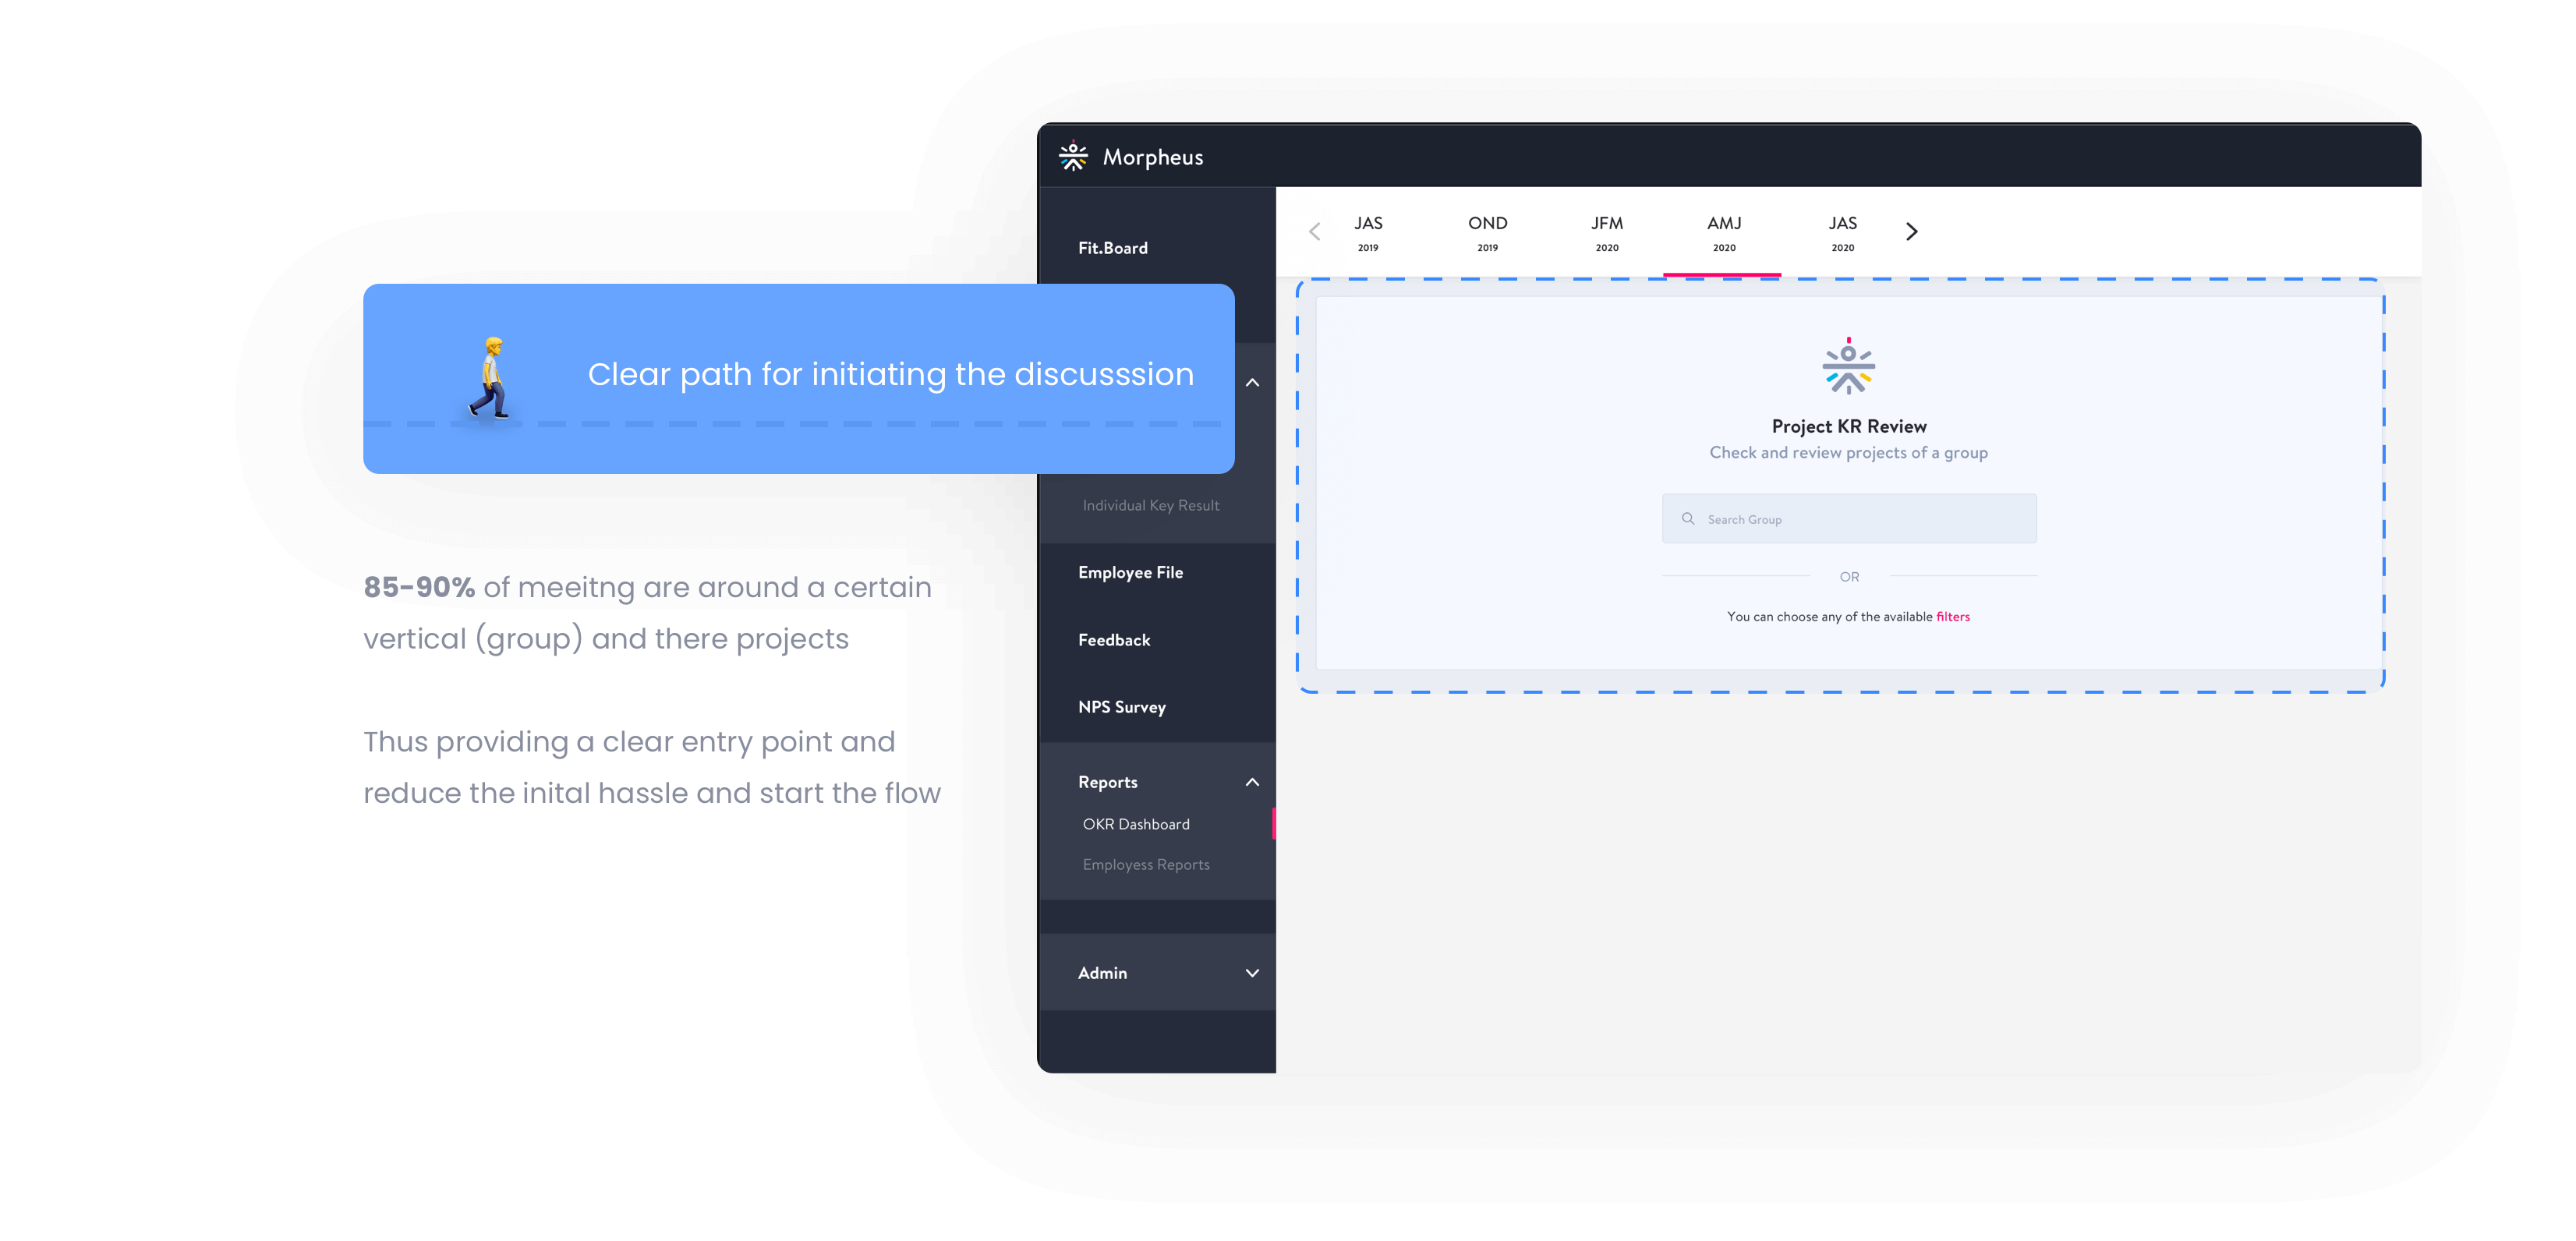 Morpheus
JAS
2019
OND
2019
JFM
2020
AMJ
2020
JAS
2020
Fit.Board
Clear path for initiating the discusssion
Individual Key Result
Employee File
Feedback
NPS Survey
Reports
OKR Dashboard
Employess Reports
Admin
Project KR Review
Check and review projects of a group
Search Group
OR
You can choose any of the available filters
85-90% of meeitng are around a certain
vertical (group) and there projects
Thus providing a clear entry point and
reduce the inital hassle and start the flow